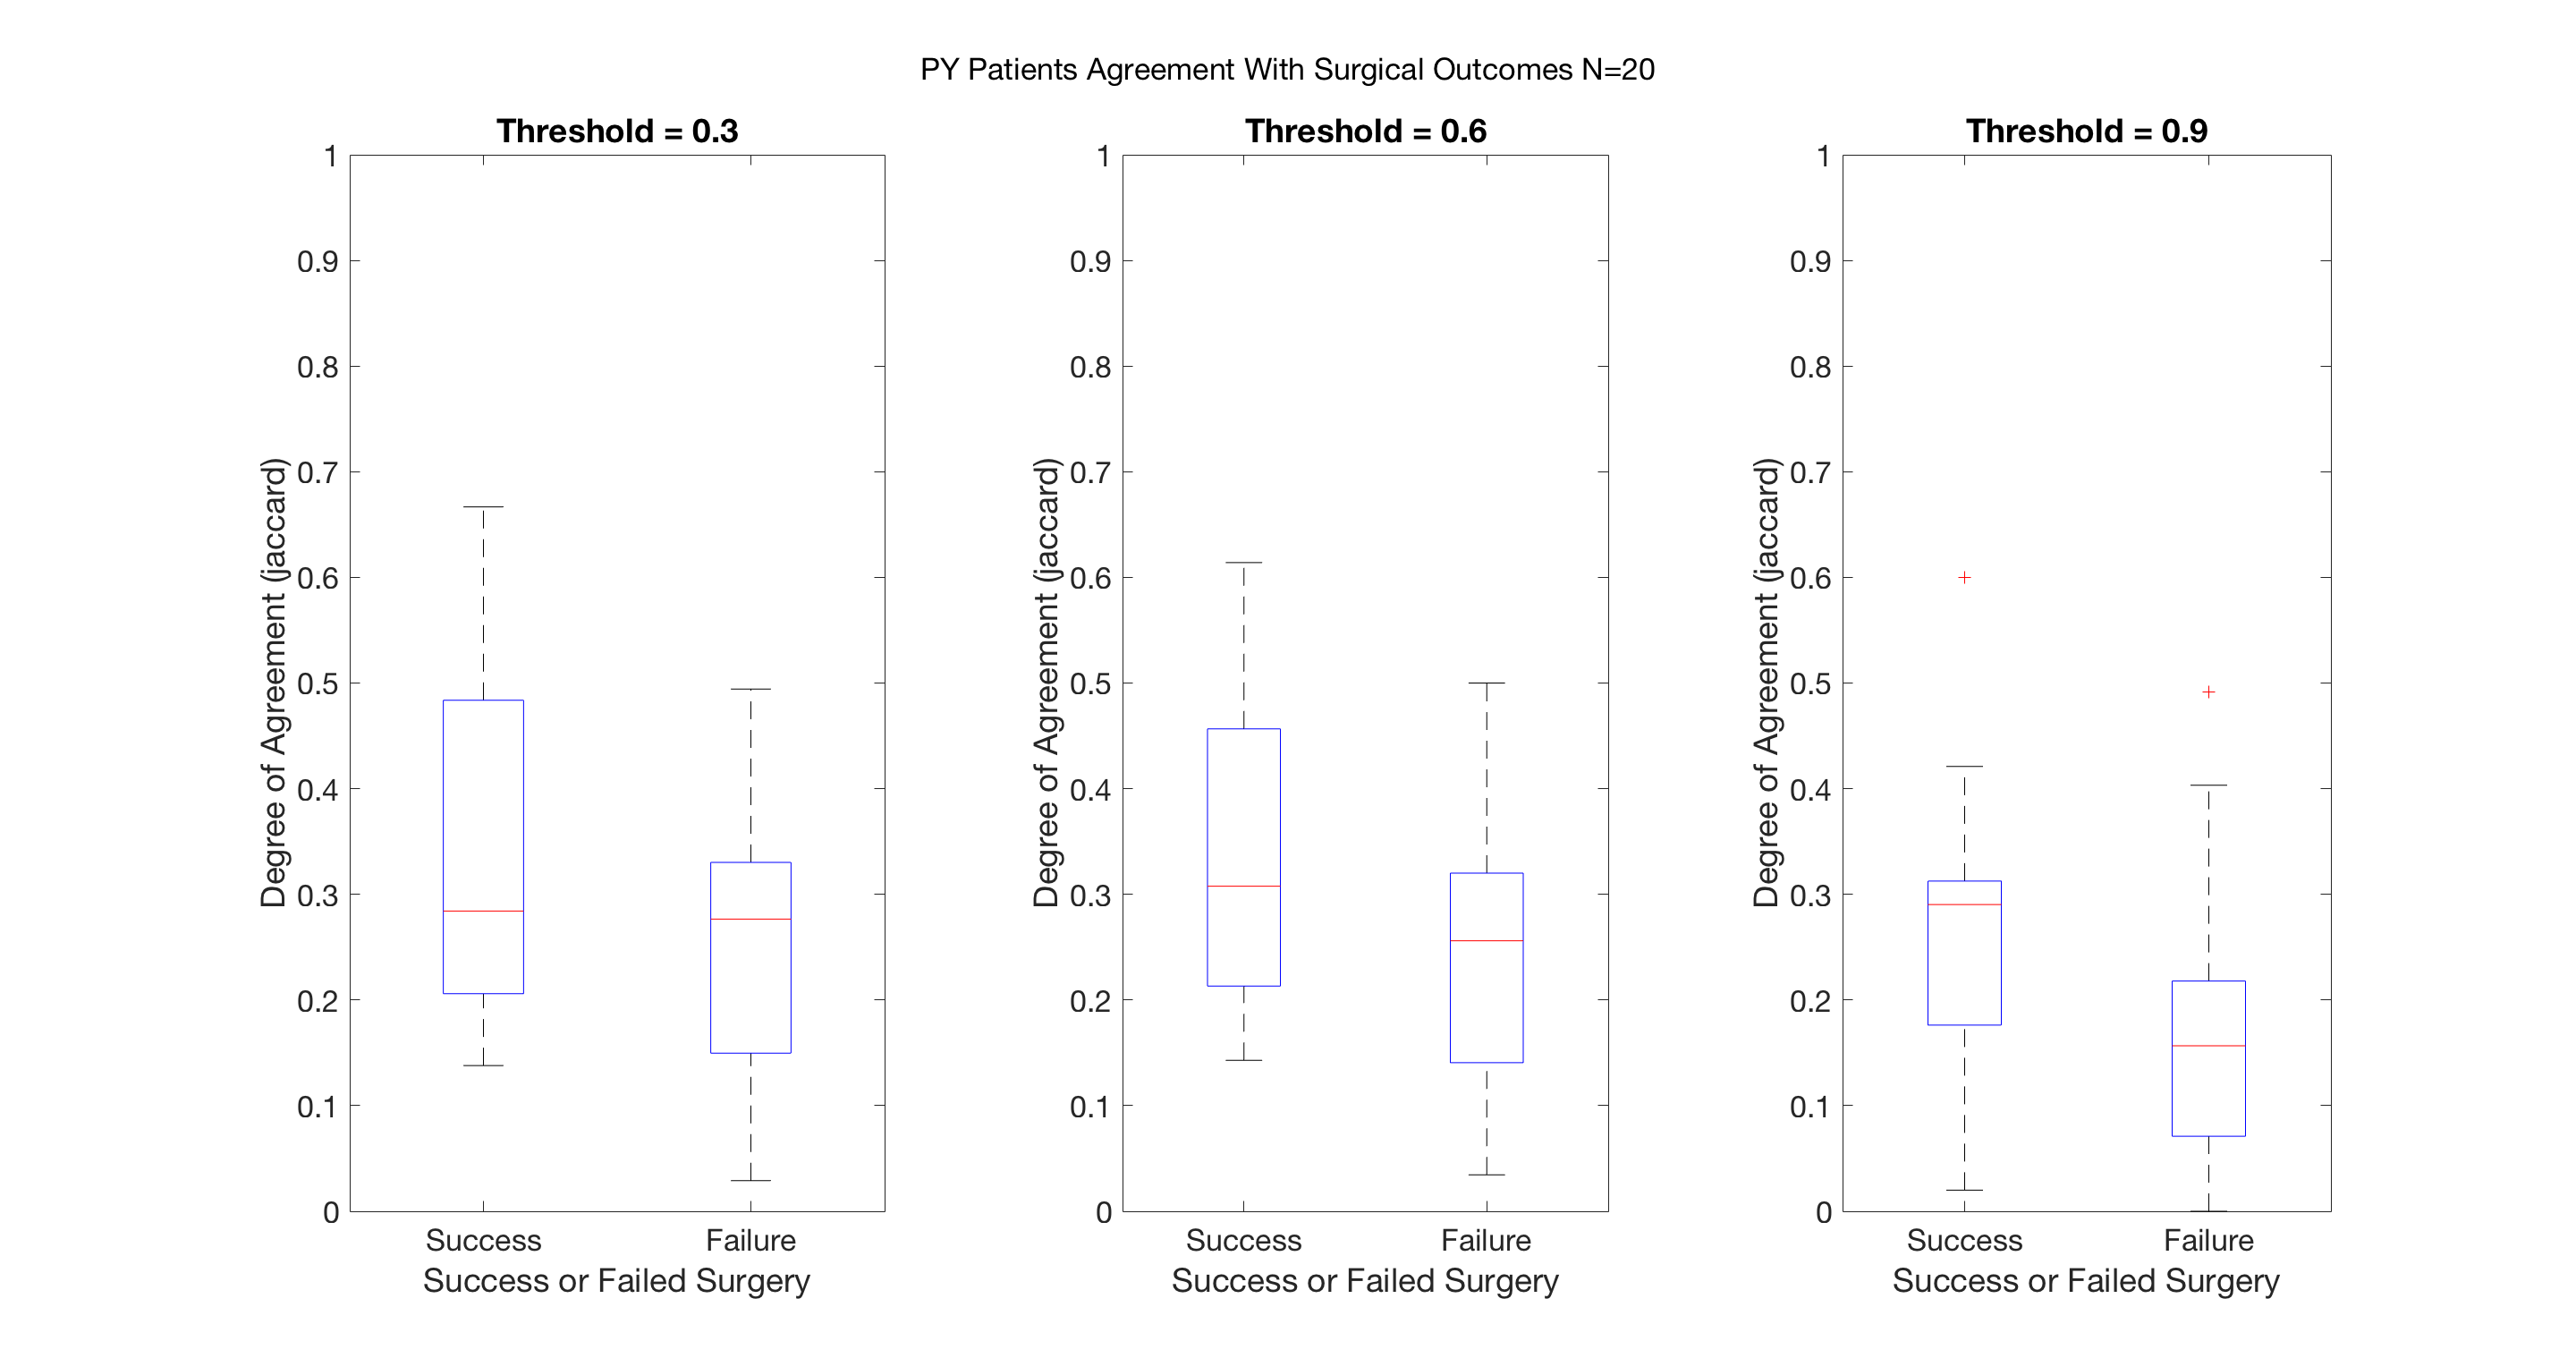 PY Patients Agreement With Surgical Outcomes N=20
Threshold = 0.3
1
0.9
0.8
0.7
0.6
0.5
0.4
0.3
0.2
0.1
0
Degree of Agreement (jaccard)
Success Failure
Success or Failed Surgery
Threshold = 0.6
1
0.9
0.8
0.7
0.6
0.5
0.4
0.3
0.2
0.1
0
Degree of Agreement (jaccard)
Success Failure
Success or Failed Surgery
Threshold = 0.9
1
0.9
0.8
0.7
0.6
0.5
0.4
0.3
0.2
0.1
0
Degree of Agreement (jaccard)
Success Failure
Success or Failed Surgery